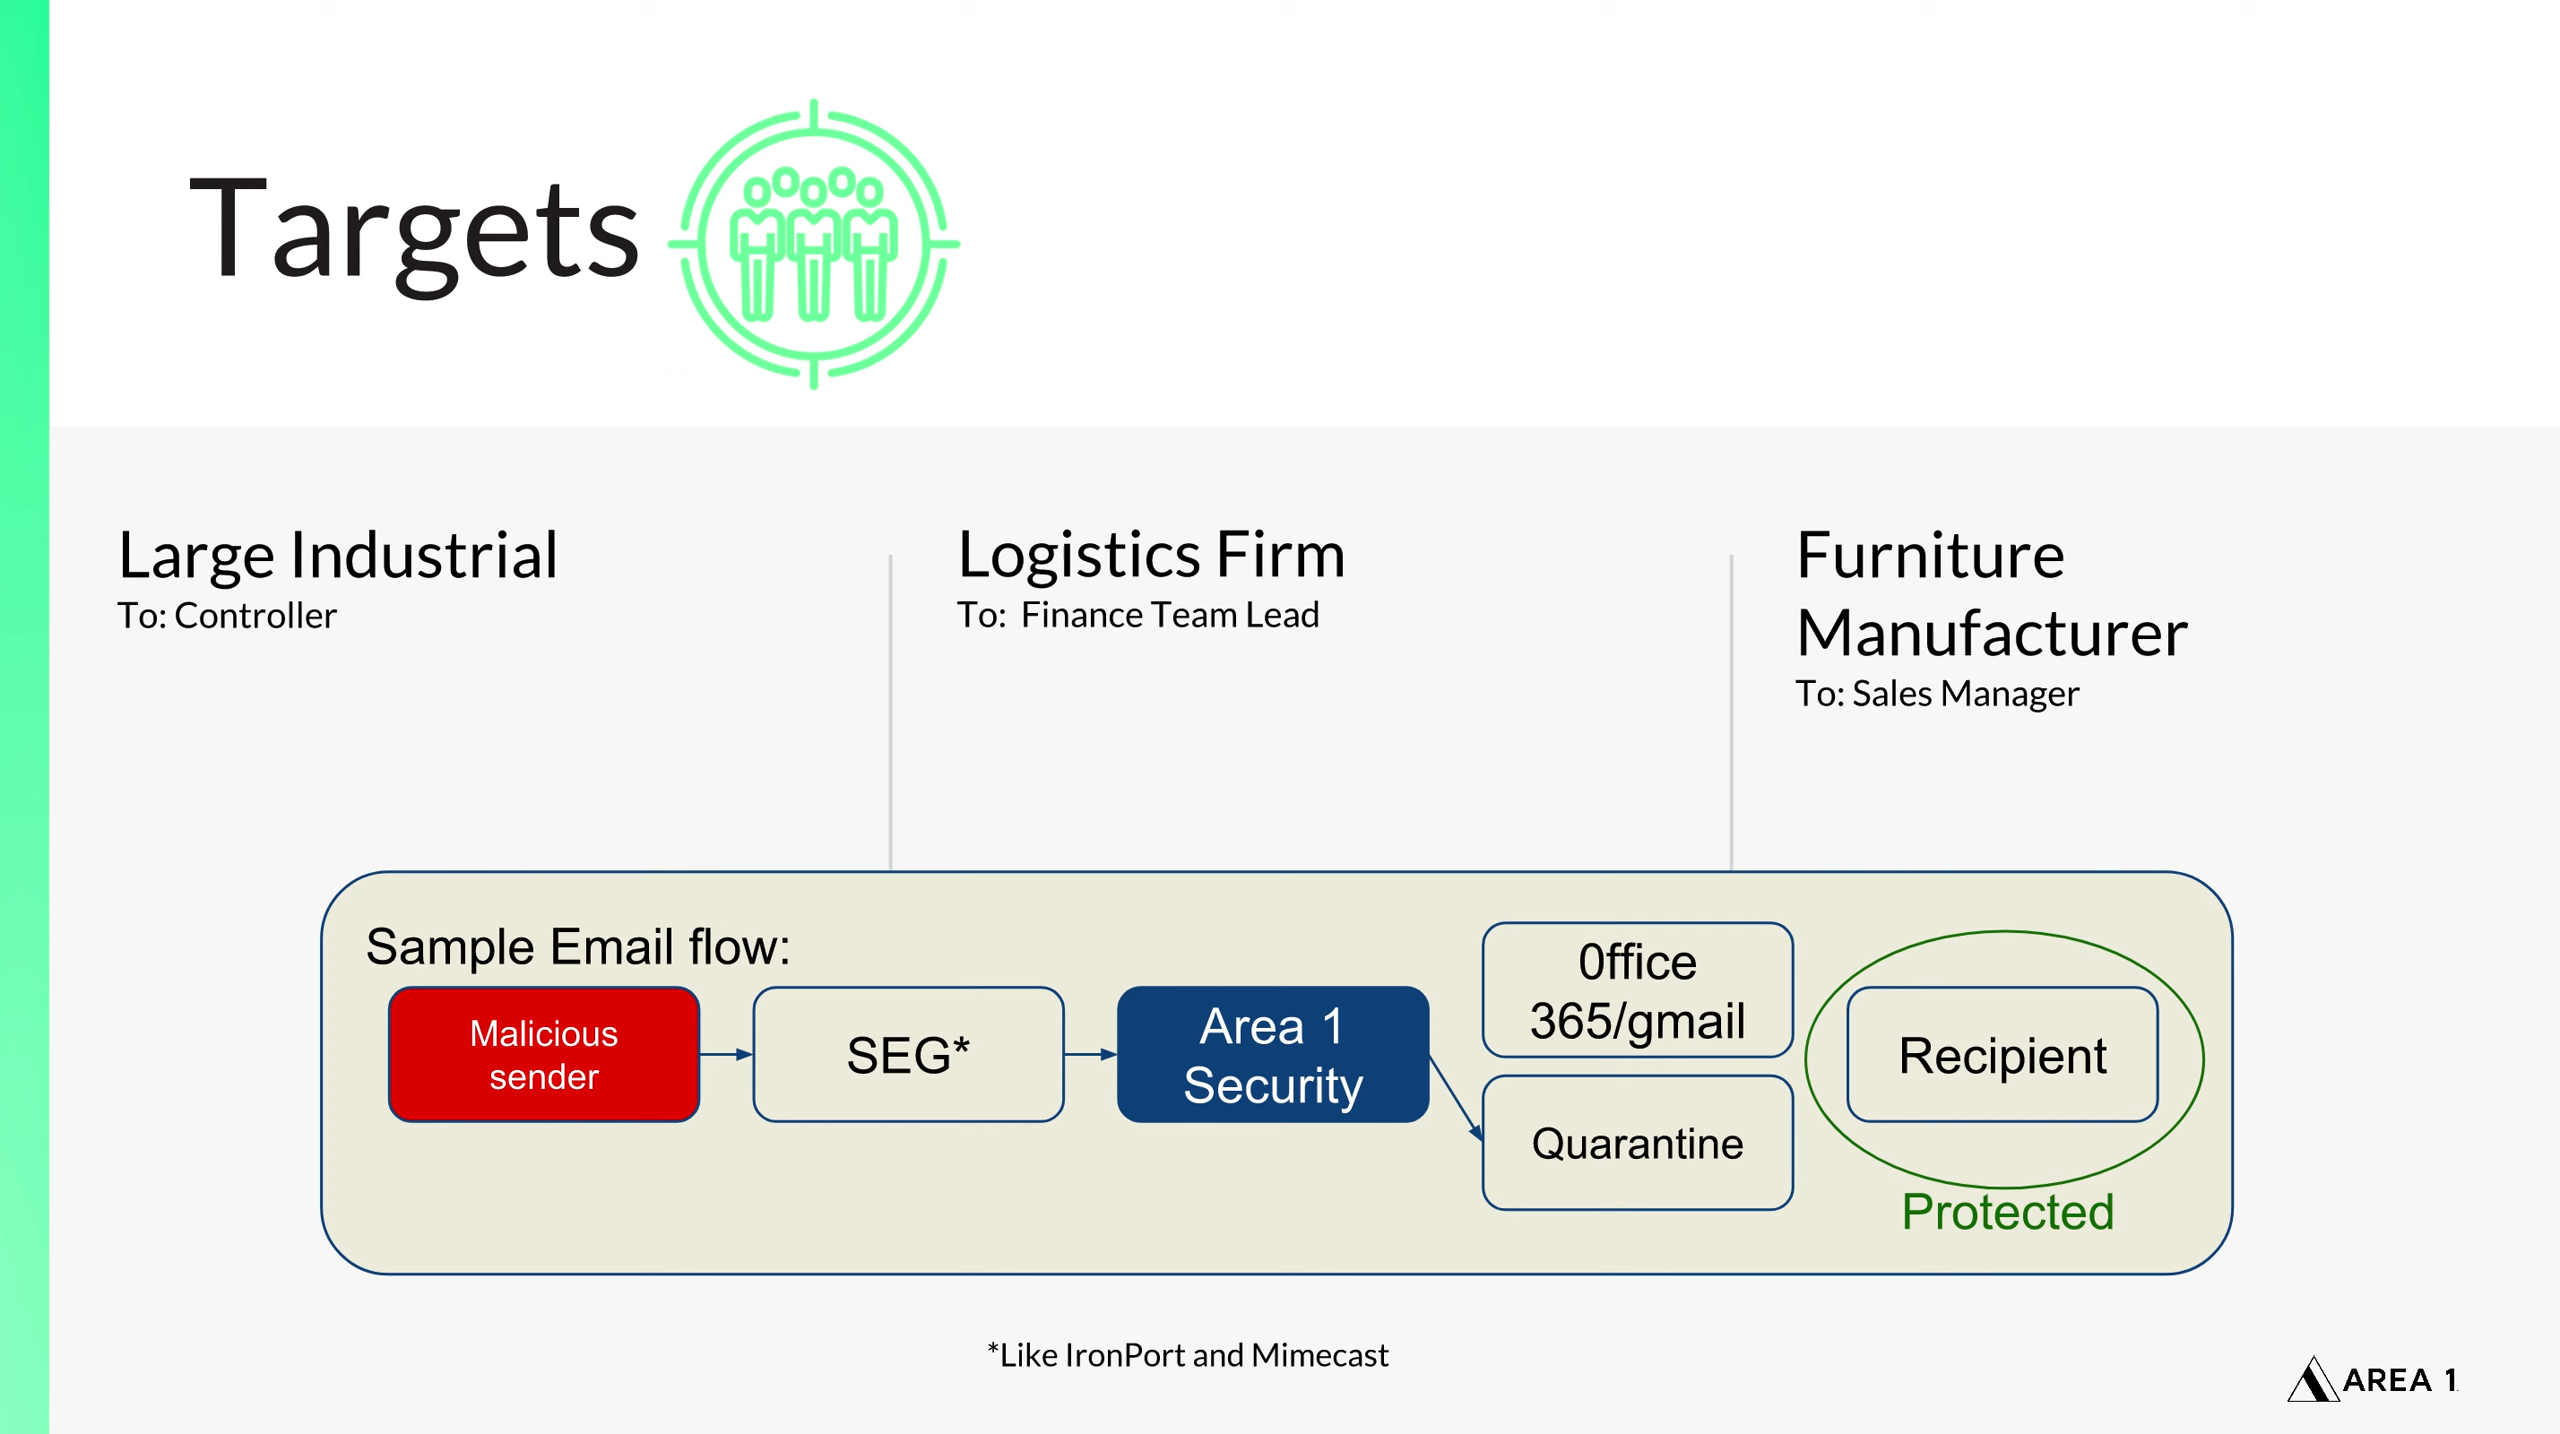 Targets
Large Industrial
To: Controller
Logistics Firm
To:  Finance Team Lead
Furniture
Manufacturer
To: Sales Manager
Sample Email flow:
Malicious
sender
SEG*
Area 1
Security
0ffice
365/gmail
Quarantine
Recipient
Protected
*Like IronPort and Mimecast
AREA 1